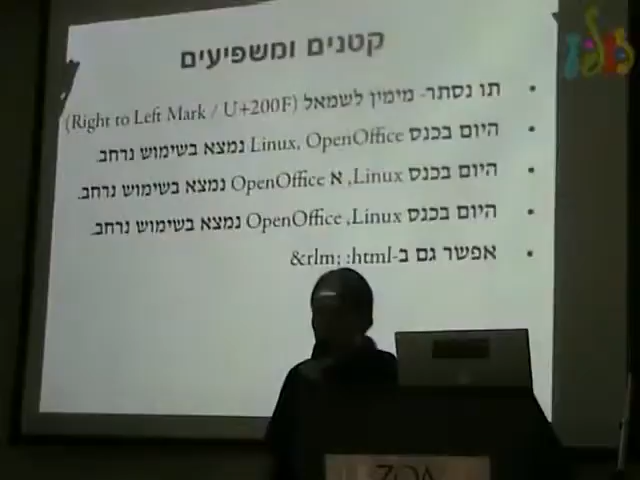 קטנים ומשפיעים
תו נסתר- מימין לשמאל (Right to Left Mark / U+200F)
היום בכנס Linux, OpenOffice נמצא בשימוש נרחב.
היום בכנס Linux, א OpenOffice נמצא בשימוש נרחב.
היום בכנס Linux, OpenOffice נמצא בשימוש נרחב.
אפשר גם ב-html: &rlm;
ZOA